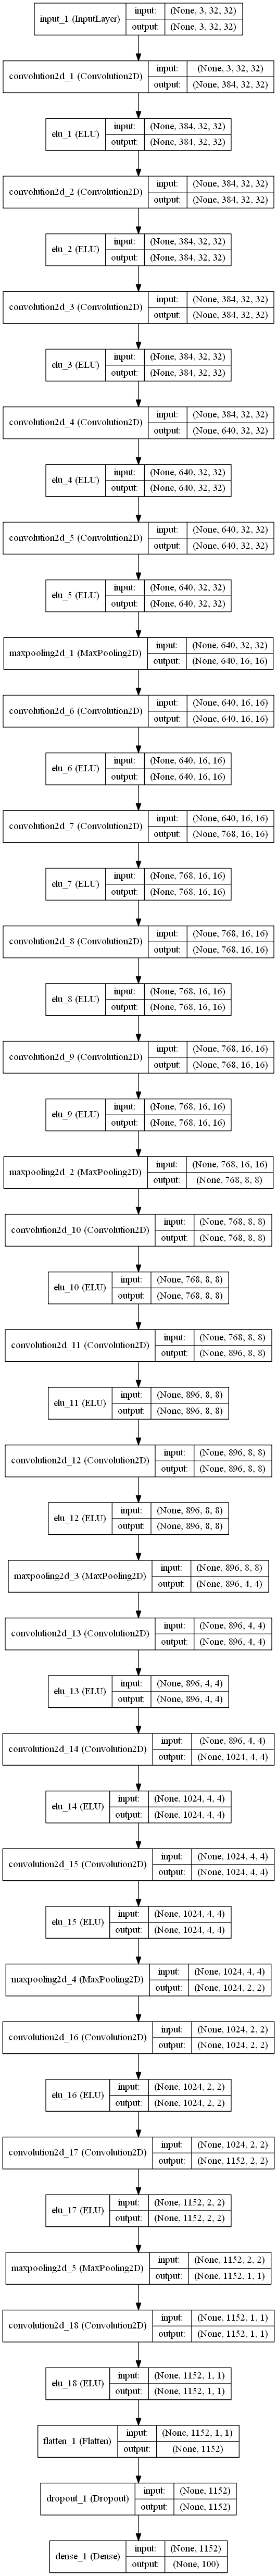 input_1 (InputLayer) input: (None, 3, 32, 32)
output: (None, 3, 32, 32)
convolution2d_1 (Convolution2D) input: (None, 3, 32, 32)
output: (None, 384, 32, 32)
elu_1 (ELU) input: (None, 384, 32, 32)
output: (None, 384, 32, 32)
convolution2d_2 (Convolution2D) input: (None, 384, 32, 32)
output: (None, 384, 32, 32)
elu_2 (ELU) input: (None, 384, 32, 32)
output: (None, 384, 32, 32)
convolution2d_3 (Convolution2D) input: (None, 384, 32, 32)
output: (None, 384, 32, 32)
elu_3 (ELU) input: (None, 384, 32, 32)
output: (None, 384, 32, 32)
convolution2d_4 (Convolution2D) input: (None, 384, 32, 32)
output: (None, 640, 32, 32)
elu_4 (ELU) input: (None, 640, 32, 32)
output: (None, 640, 32, 32)
convolution2d_5 (Convolution2D) input: (None, 640, 32, 32)
output: (None, 640, 32, 32)
elu_5 (ELU) input: (None, 640, 32, 32)
output: (None, 640, 32, 32)
maxpooling2d_1 (MaxPooling2D) input: (None, 640, 32, 32)
output: (None, 640, 16, 16)
convolution2d_6 (Convolution2D) input: (None, 640, 16, 16)
output: (None, 640, 16, 16)
elu_6 (ELU) input: (None, 640, 16, 16)
output: (None, 640, 16, 16)
convolution2d_7 (Convolution2D) input: (None, 640, 16, 16)
output: (None, 768, 16, 16)
elu_7 (ELU) input: (None, 768, 16, 16)
output: (None, 768, 16, 16)
convolution2d_8 (Convolution2D) input: (None, 768, 16, 16)
output: (None, 768, 16, 16)
elu_8 (ELU) input: (None, 768, 16, 16)
output: (None, 768, 16, 16)
convolution2d_9 (Convolution2D) input: (None, 768, 16, 16)
output: (None, 768, 16, 16)
elu_9 (ELU) input: (None, 768, 16, 16)
output: (None, 768, 16, 16)
maxpooling2d_2 (MaxPooling2D) input: (None, 768, 16, 16)
output: (None, 768, 8, 8)
convolution2d_10 (Convolution2D) input: (None, 768, 8, 8)
output: (None, 768, 8, 8)
elu_10 (ELU) input: (None, 768, 8, 8)
output: (None, 768, 8, 8)
convolution2d_11 (Convolution2D) input: (None, 768, 8, 8)
output: (None, 896, 8, 8)
elu_11 (ELU) input: (None, 896, 8, 8)
output: (None, 896, 8, 8)
convolution2d_12 (Convolution2D) input: (None, 896, 8, 8)
output: (None, 896, 8, 8)
elu_12 (ELU) input: (None, 896, 8, 8)
output: (None, 896, 8, 8)
maxpooling2d_3 (MaxPooling2D) input: (None, 896, 8, 8)
output: (None, 896, 4, 4)
convolution2d_13 (Convolution2D) input: (None, 896, 4, 4)
output: (None, 896, 4, 4)
elu_13 (ELU) input: (None, 896, 4, 4)
output: (None, 896, 4, 4)
convolution2d_14 (Convolution2D) input: (None, 896, 4, 4)
output: (None, 1024, 4, 4)
elu_14 (ELU) input: (None, 1024, 4, 4)
output: (None, 1024, 4, 4)
convolution2d_15 (Convolution2D) input: (None, 1024, 4, 4)
output: (None, 1024, 4, 4)
elu_15 (ELU) input: (None, 1024, 4, 4)
output: (None, 1024, 4, 4)
maxpooling2d_4 (MaxPooling2D) input: (None, 1024, 4, 4)
output: (None, 1024, 2, 2)
convolution2d_16 (Convolution2D) input: (None, 1024, 2, 2)
output: (None, 1024, 2, 2)
elu_16 (ELU) input: (None, 1024, 2, 2)
output: (None, 1024, 2, 2)
convolution2d_17 (Convolution2D) input: (None, 1024, 2, 2)
output: (None, 1152, 2, 2)
elu_17 (ELU) input: (None, 1152, 2, 2)
output: (None, 1152, 2, 2)
maxpooling2d_5 (MaxPooling2D) input: (None, 1152, 2, 2)
output: (None, 1152, 1, 1)
convolution2d_18 (Convolution2D) input: (None, 1152, 1, 1)
output: (None, 1152, 1, 1)
elu_18 (ELU) input: (None, 1152, 1, 1)
output: (None, 1152, 1, 1)
flatten_1 (Flatten) input: (None, 1152, 1, 1)
output: (None, 1152)
dropout_1 (Dropout) input: (None, 1152)
output: (None, 1152)
dense_1 (Dense) input: (None, 1152)
output: (None, 100)